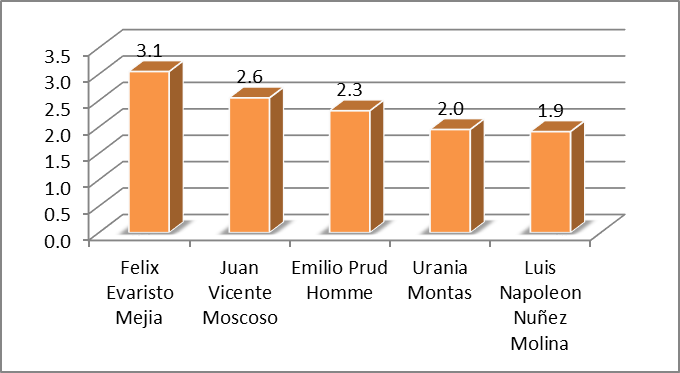 3.5
3.0
2.5
2.0
1.5
1.0
0.5
0.0
3.1
2.6
2.3
2.0
1.9
Felix
Evaristo
Mejia
Juan
Vicente
Moscoso
Emilio Prud
Homme
Urania
Montas
Luis
Napoleon
Nuñez
Molina